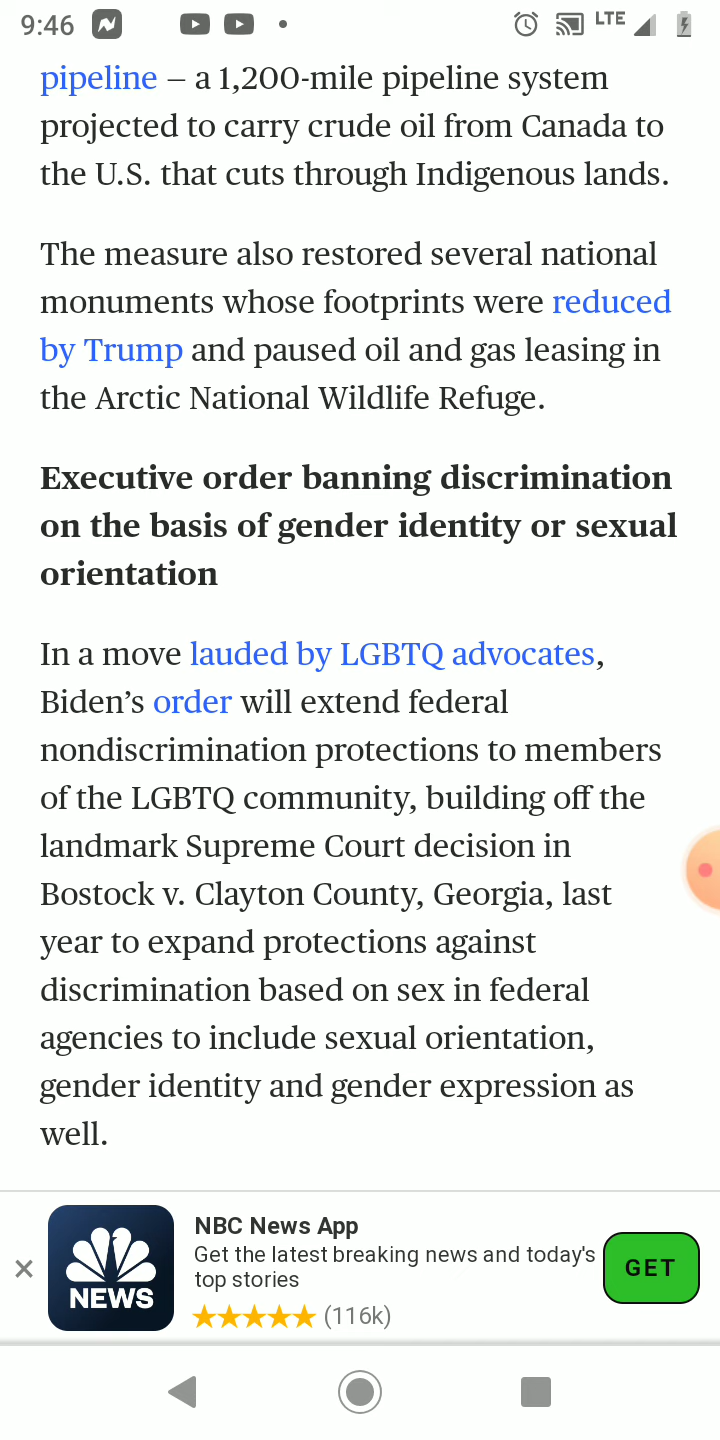 9:46
LTE
pipeline – a 1,200-mile pipeline system
projected to carry crude oil from Canada to
the U.S. that cuts through Indigenous lands.
The measure also restored several national
monuments whose footprints were reduced
by Trump and paused oil and gas leasing in
the Arctic National Wildlife Refuge.
Executive order banning discrimination
on the basis of gender identity or sexual
orientation
In a move lauded by LGBTQ advocates,
Biden’s order will extend federal
nondiscrimination protections to members
of the LGBTQ community, building off the
landmark Supreme Court decision in
Bostock v. Clayton County, Georgia, last
year to expand protections against
discrimination based on sex in federal
agencies to include sexual orientation,
gender identity and gender expression as
well.
NEWS
NBC News App
Get the latest breaking news and today's
top stories
(116k)
GET